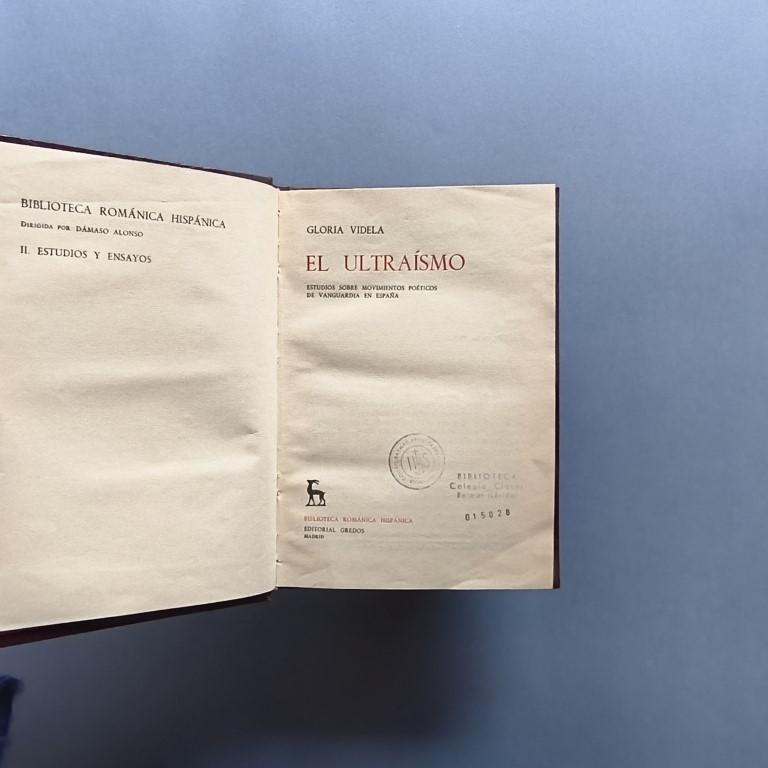 BIBLIOTECA ROMÁNICA HISPÁNICA
DIRIGIDA POR DÁMASO ALONSO
II. ESTUDIOS Y ENSAYOS
GLORIA VIDELA
EL ULTRAÍSMO
ESTUDIOS SOBRE MOVIMIENTOS POÉTICOS
DE VANGUARDIA EN ESPAÑA
BIBLIOTECA
Colegio
015028
BIBLIOTECA ROMÁNICA HISPÁNICA
EDITORIAL GREDOS
MADRID